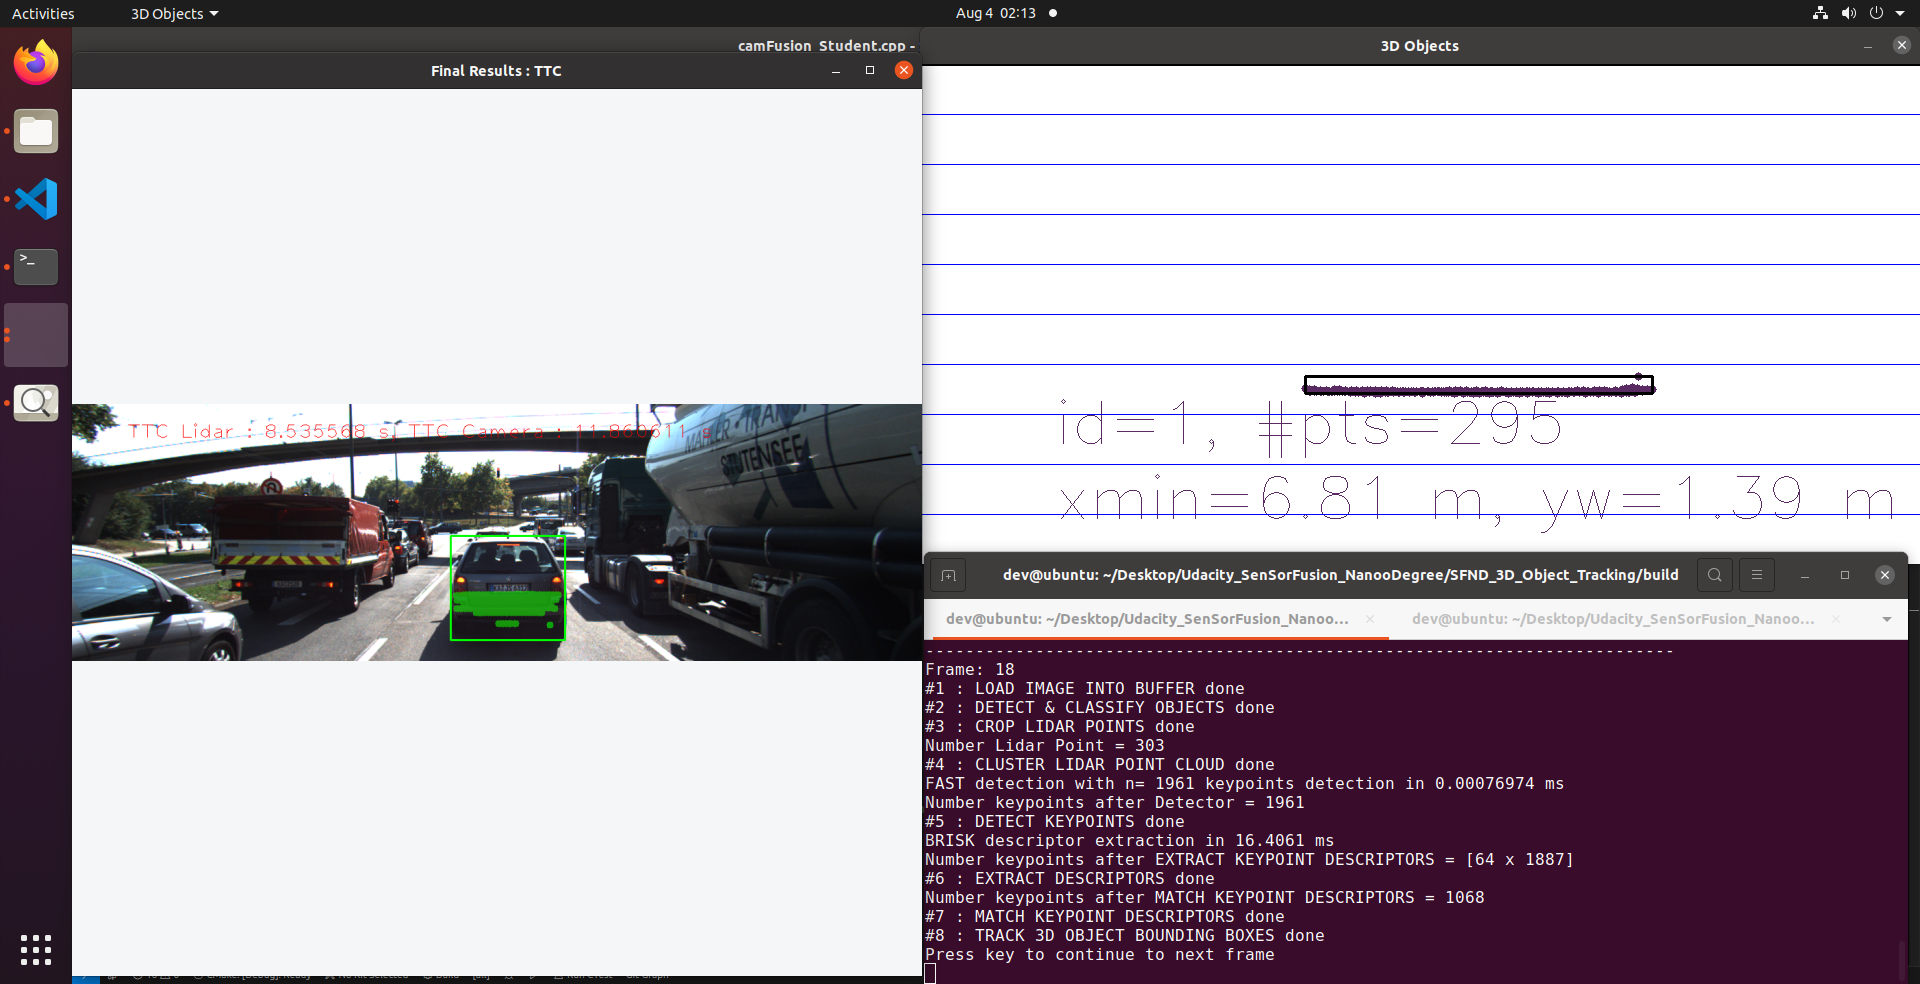 Activities
3D Objects
Aug 4 02:13
camFusion_Student.cpp -
Final Results : TTC
3D Objects
TTC Lidar : 8.535568 s, TTC Camera : 11.860611 s
STUTENSEE
id=1, #pts=295
xmin=6.81 m, yw=1.39 m
dev@ubuntu: ~/Desktop/Udacity_SenSorFusion_NanooDegree/SFND_3D_Object_Tracking/build
dev@ubuntu: ~/Desktop/Udacity_SenSorFusion_Nanoo...
dev@ubuntu: ~/Desktop/Udacity_SenSorFusion_Nanoo...
---------------------------------------------------------------------------
Frame: 18
#1 : LOAD IMAGE INTO BUFFER done
#2 : DETECT & CLASSIFY OBJECTS done
#3 : CROP LIDAR POINTS done
Number Lidar Point = 303
#4 : CLUSTER LIDAR POINT CLOUD done
FAST detection with n= 1961 keypoints detection in 0.00076974 ms
Number keypoints after Detector = 1961
#5 : DETECT KEYPOINTS done
BRISK descriptor extraction in 16.4061 ms
Number keypoints after EXTRACT KEYPOINT DESCRIPTORS = [64 x 1887]
#6 : EXTRACT DESCRIPTORS done
Number keypoints after MATCH KEYPOINT DESCRIPTORS = 1068
#7 : MATCH KEYPOINT DESCRIPTORS done
#8 : TRACK 3D OBJECT BOUNDING BOXES done
Press key to continue to next frame